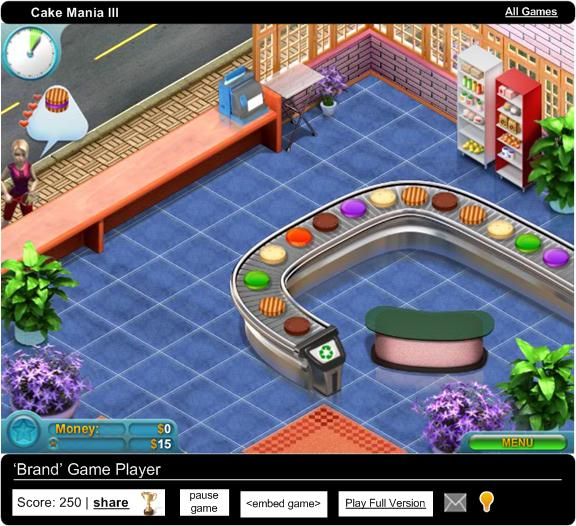 Cake Mania III
All Games
Money: $0
$15
MENU
‘Brand’ Game Player
Score: 250 | share
pause
game
<embed game>
Play Full Version